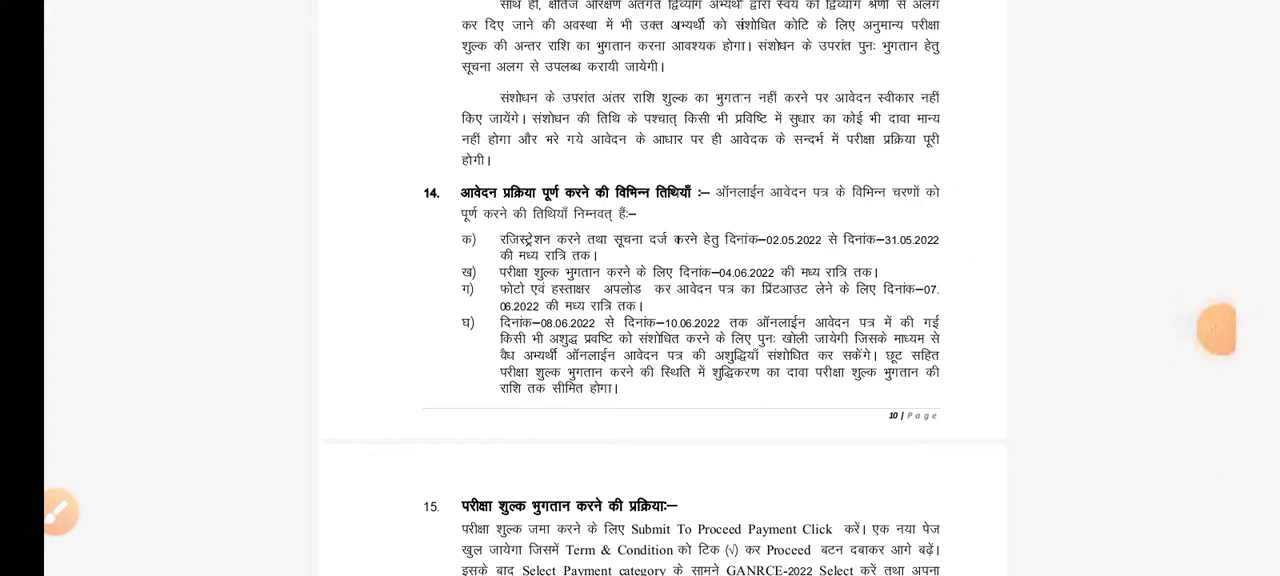 साथ ही, क्षैतिज आरक्षण अंतर्गत दिव्यांग अभ्यर्थी द्वारा स्वयं को दिव्यांग श्रेणी से अलग
कर दिए जाने की अवस्था में भी उक्त अभ्यर्थी को संशोधित कोटि के लिए अनुमान्य परीक्षा
शुल्क की अन्तर राशि का भुगतान करना आवश्यक होगा। संशोधन के उपरांत पुनः भुगतान हेतु
सूचना अलग से उपलब्ध करायी जायेगी।
संशोधन के उपरांत अंतर राशि शुल्क का भुगतान नहीं करने पर आवेदन स्वीकार नहीं
किए जायेंगे। संशोधन की तिथि के पश्चात् किसी भी प्रविष्टि में सुधार का कोई भी दावा मान्य
नहीं होगा और भरे गये आवेदन के आधार पर ही आवेदक के सन्दर्भ में परीक्षा प्रक्रिया पूरी
होगी।
14. आवेदन प्रक्रिया पूर्ण करने की विभिन्न तिथियाँ :– ऑनलाईन आवेदन पत्र के विभिन्न चरणों को
पूर्ण करने की तिथियाँ निम्नवत् हैं:–
क) रजिस्ट्रेशन करने तथा सूचना दर्ज करने हेतु दिनांक–02.05.2022 से दिनांक–31.05.2022
की मध्य रात्रि तक।
ख) परीक्षा शुल्क भुगतान करने के लिए दिनांक–04.06.2022 की मध्य रात्रि तक।
ग) फोटो एवं हस्ताक्षर अपलोड कर आवेदन पत्र का प्रिंटआउट लेने के लिए दिनांक–07.
06.2022 की मध्य रात्रि तक।
घ) दिनांक–08.06.2022 से दिनांक–10.06.2022 तक ऑनलाईन आवेदन पत्र में की गई
किसी भी अशुद्ध प्रवष्टि को संशोधित करने के लिए पुनः खोली जायेगी जिसके माध्यम से
वैध अभ्यर्थी ऑनलाईन आवेदन पत्र की अशुद्धियाँ संशोधित कर सकेंगे। छूट सहित
परीक्षा शुल्क भुगतान करने की स्थिति में शुद्धिकरण का दावा परीक्षा शुल्क भुगतान की
राशि तक सीमित होगा।
10 | Page
15. परीक्षा शुल्क भुगतान करने की प्रक्रिया:–
परीक्षा शुल्क जमा करने के लिए Submit To Proceed Payment Click करें। एक नया पेज
खुल जायेगा जिसमें Term & Condition को टिक (√) कर Proceed बटन दबाकर आगे बढ़ें।
इसके बाद Select Payment category के सामने GANRCE-2022 Select करें तथा अपना